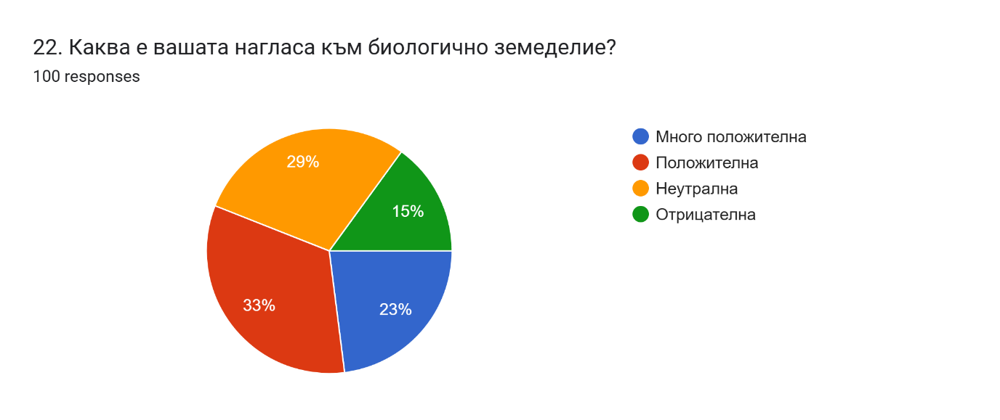 22. Каква е вашата нагласа към биологично земеделие?
100 responses
Много положителна
Положителна
Неутрална
Отрицателна
29%
15%
33%
23%